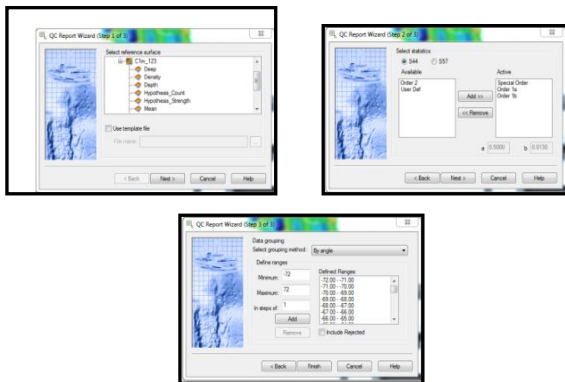 QC Report Wizard (Step 1 of 3)
Select reference surface
C1m_123
Deep
Density
Depth
Hypothesis_Count
Hypothesis_Strength
Mean
Use template file
File name:
...
< Back
Next >
Cancel
Help
QC Report Wizard (Step 2 of 3)
Select statistics
S44
S57
Available
Order 2
User Def
Add >>
<< Remove
Active
Special Order
Order 1a
Order 1b
a 0.5000
b 0.0130
< Back
Next >
Cancel
Help
QC Report Wizard (Step 3 of 3)
Data grouping
Select grouping method: By angle
Define ranges
Minimum: -72
Maximum: 72
In steps of: 1
Add
Remove
Defined Ranges:
-72.00 - -71.00
-71.00 - -70.00
-70.00 - -69.00
-69.00 - -68.00
-68.00 - -67.00
-67.00 - -66.00
-66.00 - -65.00
Include Rejected
< Back
Finish
Cancel
Help